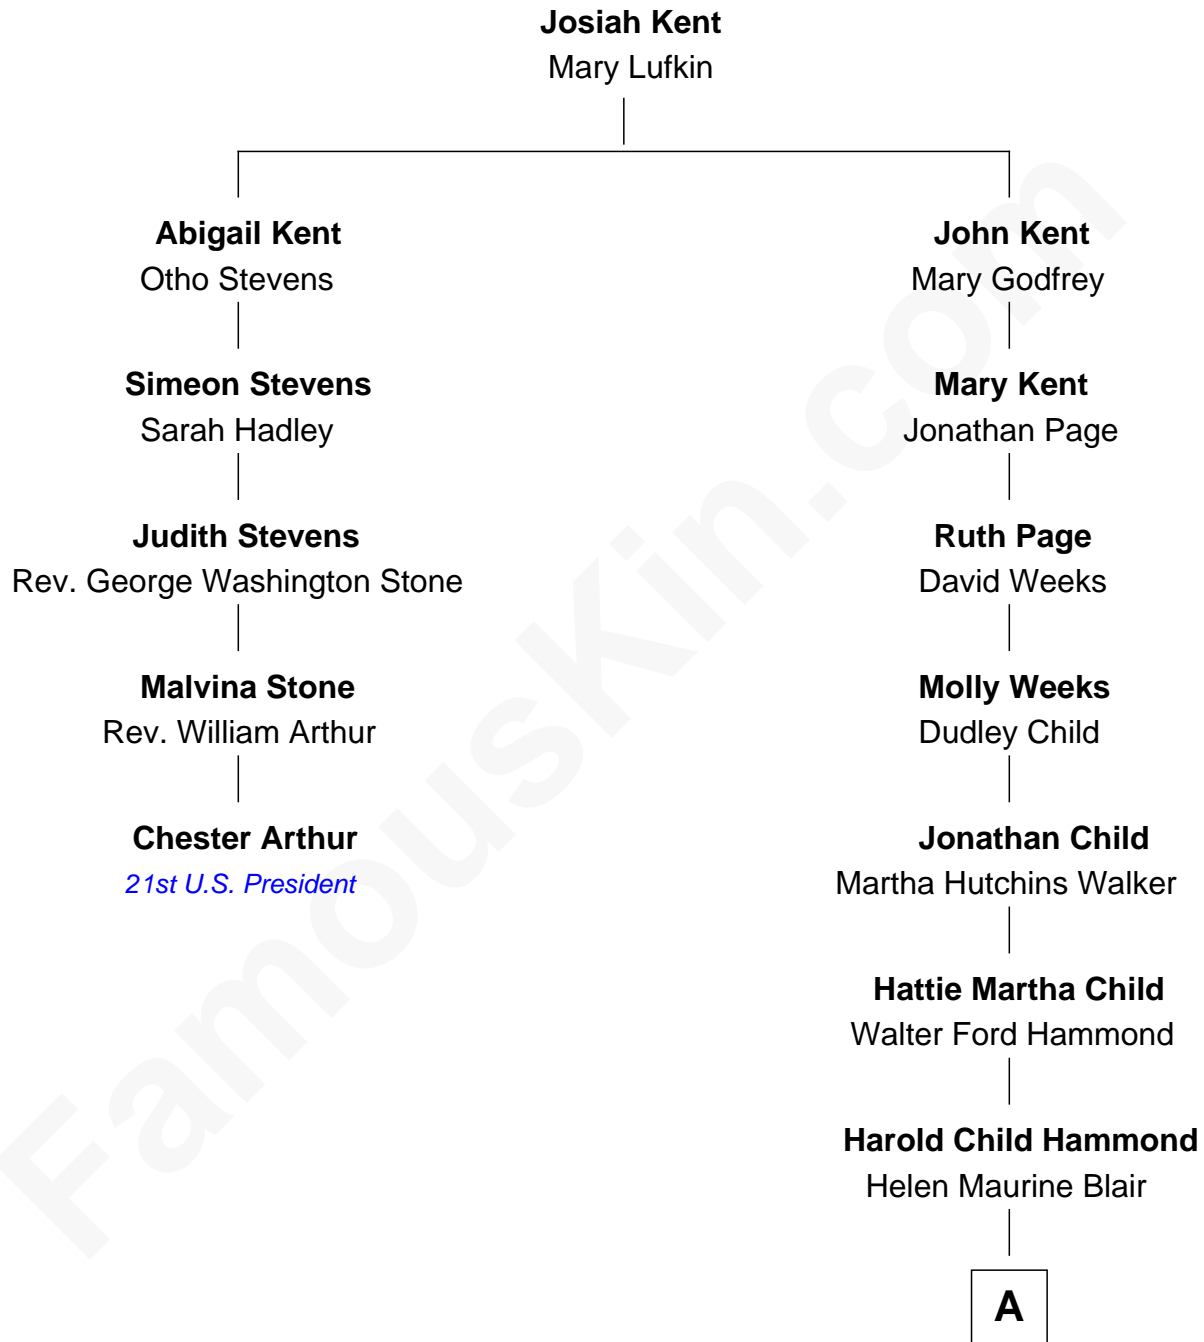 Josiah Kent
Mary Lufkin
Abigail Kent
Otho Stevens
John Kent
Mary Godfrey
Simeon Stevens
Sarah Hadley
Mary Kent
Jonathan Page
Judith Stevens
Rev. George Washington Stone
Ruth Page
David Weeks
Malvina Stone
Rev. William Arthur
Molly Weeks
Dudley Child
Chester Arthur
21st U.S. President
Jonathan Child
Martha Hutchins Walker
Hattie Martha Child
Walter Ford Hammond
Harold Child Hammond
Helen Maurine Blair
A
FamousKin.com